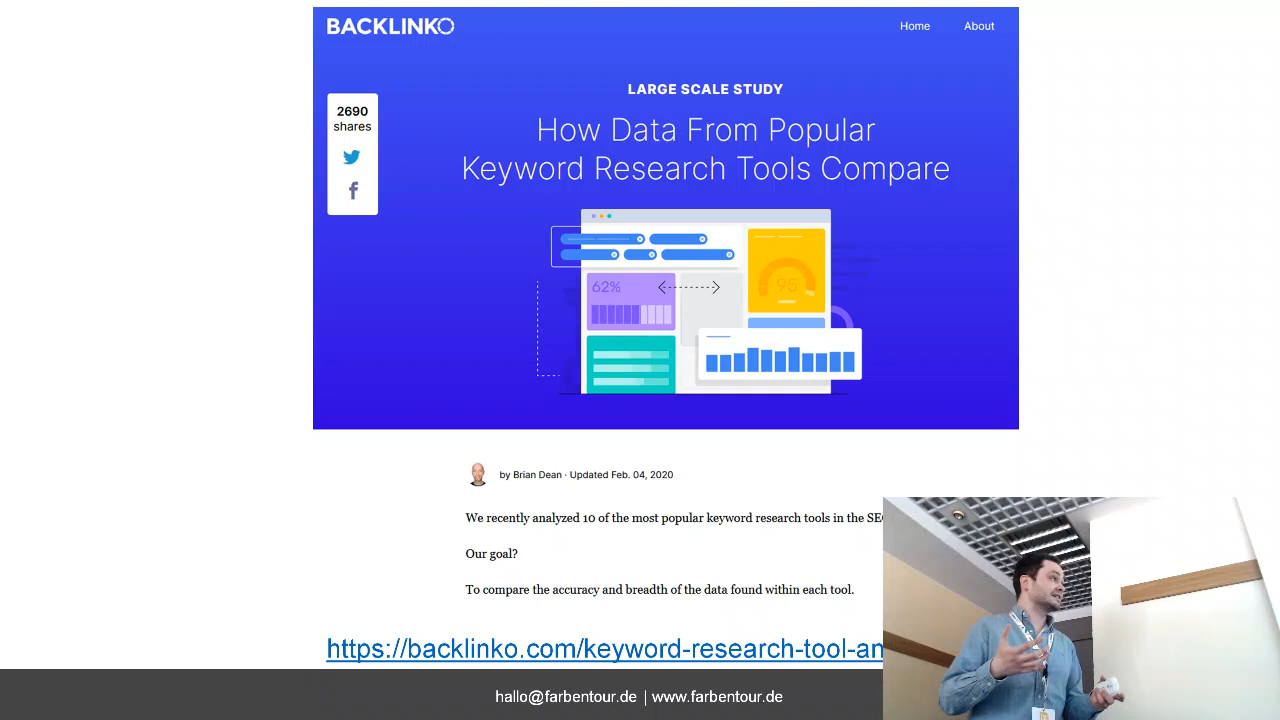 BACKLINKO
Home
About
2690
shares
LARGE SCALE STUDY
How Data From Popular
Keyword Research Tools Compare
62%
95
by Brian Dean · Updated Feb. 04, 2020
We recently analyzed 10 of the most popular keyword research tools in the
Our goal?
To compare the accuracy and breadth of the data found within each tool.
https://backlinko.com/keyword-research-tool-an
hallo@farbentour.de | www.farbentour.de